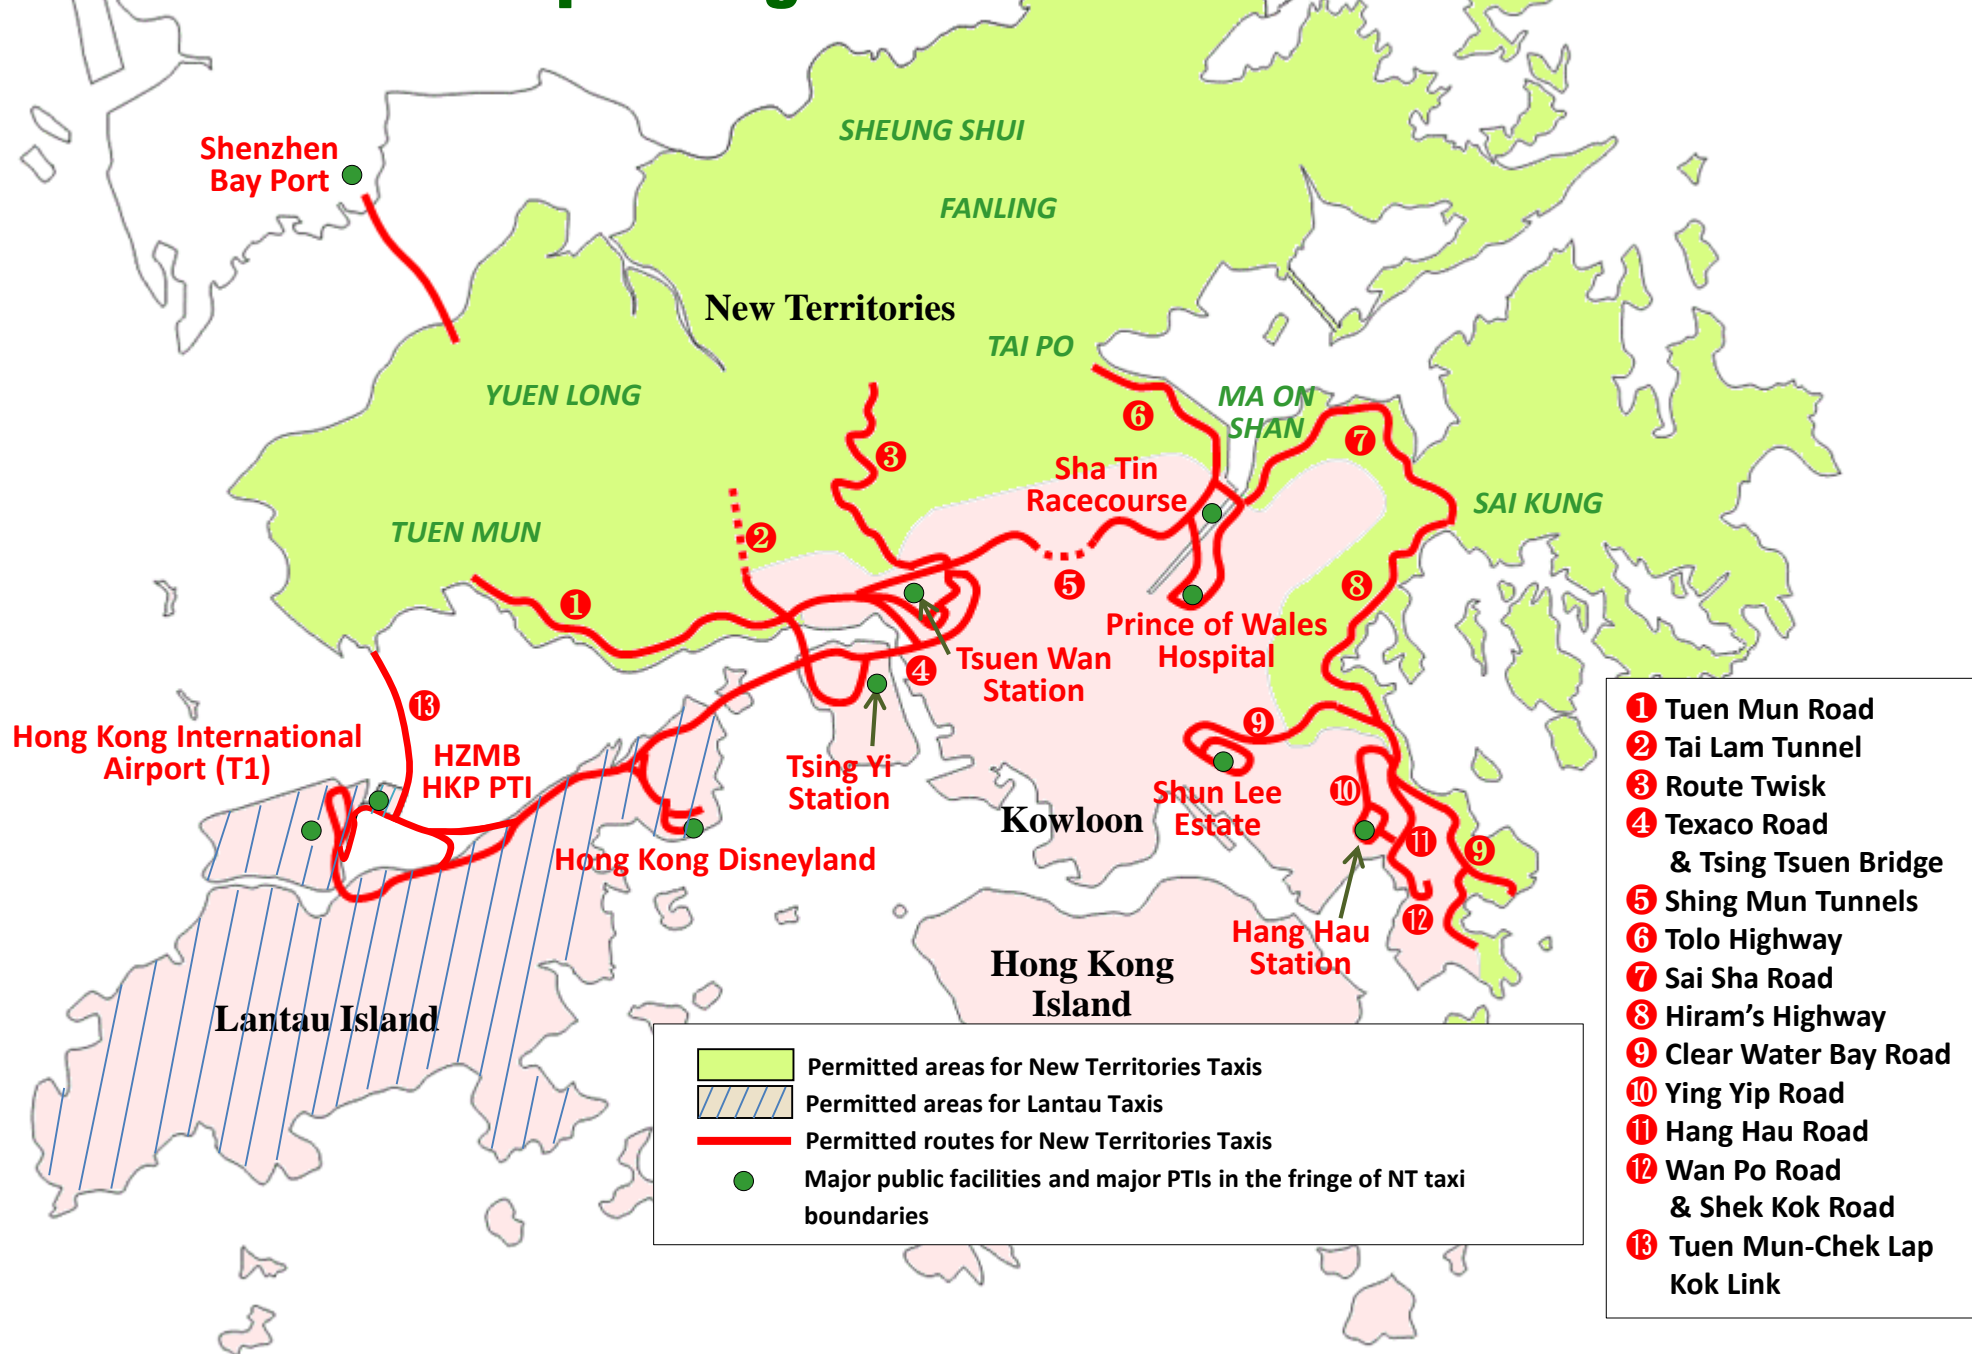 SHEUNG SHUI
Shenzhen
Bay Port
FANLING
New Territories
TAI PO
YUEN LONG
MA ON
SHAN
6
7
3
Sha Tin
Racecourse
SAI KUNG
TUEN MUN
2
5
8
1
Prince of Wales
Hospital
4
Tsuen Wan
Station
13
Hong Kong International
Airport (T1)
HZMB
HKP PTI
9
Tsing Yi
Station
Shun Lee
Estate
10
Kowloon
11
9
Hong Kong Disneyland
12
Hang Hau
Station
Hong Kong
Island
Lantau Island
Permitted areas for New Territories Taxis
Permitted areas for Lantau Taxis
Permitted routes for New Territories Taxis
Major public facilities and major PTIs in the fringe of NT taxi
boundaries
1 Tuen Mun Road
2 Tai Lam Tunnel
3 Route Twisk
4 Texaco Road
& Tsing Tsuen Bridge
5 Shing Mun Tunnels
6 Tolo Highway
7 Sai Sha Road
8 Hiram’s Highway
9 Clear Water Bay Road
10 Ying Yip Road
11 Hang Hau Road
12 Wan Po Road
& Shek Kok Road
13 Tuen Mun-Chek Lap
Kok Link